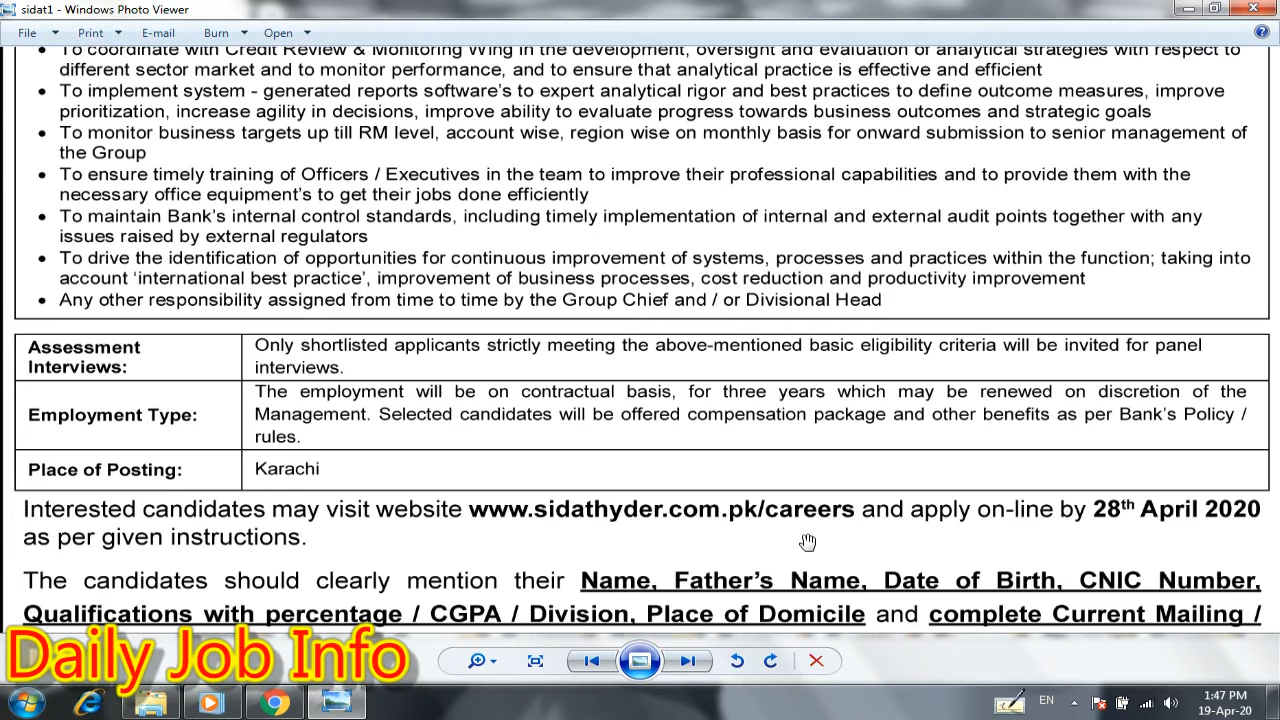 sidat1 - Windows Photo Viewer
File Print E-mail Burn Open
• To coordinate with Credit Review & Monitoring Wing in the development, oversight and evaluation of analytical strategies with respect to
different sector market and to monitor performance, and to ensure that analytical practice is effective and efficient
• To implement system - generated reports software's to expert analytical rigor and best practices to define outcome measures, improve
prioritization, increase agility in decisions, improve ability to evaluate progress towards business outcomes and strategic goals
• To monitor business targets up till RM level, account wise, region wise on monthly basis for onward submission to senior management of
the Group
• To ensure timely training of Officers / Executives in the team to improve their professional capabilities and to provide them with the
necessary office equipment's to get their jobs done efficiently
• To maintain Bank's internal control standards, including timely implementation of internal and external audit points together with any
issues raised by external regulators
• To drive the identification of opportunities for continuous improvement of systems, processes and practices within the function; taking into
account 'international best practice', improvement of business processes, cost reduction and productivity improvement
• Any other responsibility assigned from time to time by the Group Chief and / or Divisional Head
Assessment
Interviews:
Only shortlisted applicants strictly meeting the above-mentioned basic eligibility criteria will be invited for panel
interviews.
Employment Type:
The employment will be on contractual basis, for three years which may be renewed on discretion of the
Management. Selected candidates will be offered compensation package and other benefits as per Bank's Policy /
rules.
Place of Posting:
Karachi
Interested candidates may visit website www.sidathyder.com.pk/careers and apply on-line by 28th April 2020
as per given instructions.
The candidates should clearly mention their Name, Father's Name, Date of Birth, CNIC Number,
Qualifications with percentage / CGPA / Division, Place of Domicile and complete Current Mailing /
Daily Job Info
EN
1:47 PM
19-Apr-20